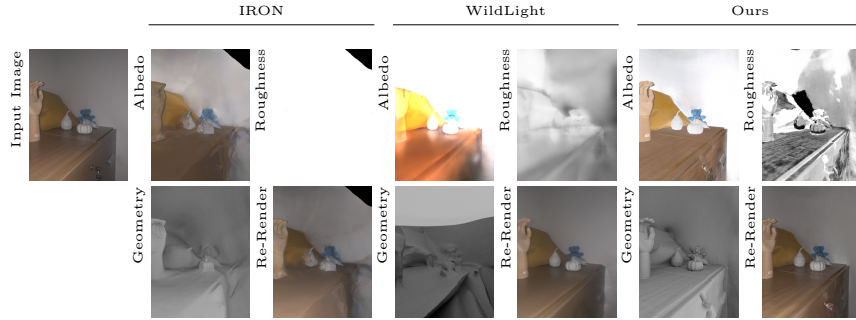 IRON
WildLight
Ours
Input Image
Albedo
Roughness
Albedo
Roughness
Albedo
Roughness
Geometry
Re-Render
Geometry
Re-Render
Geometry
Re-Render